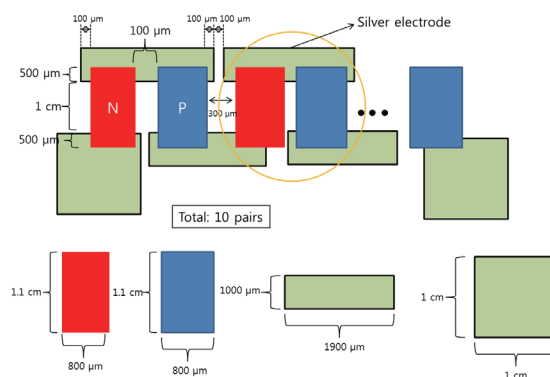 100 μm
100 μm
100 μm
100 μm
Silver electrode
500 μm
1 cm
N
P
300 μm
500 μm
Total: 10 pairs
1.1 cm
1.1 cm
1000 μm
1 cm
800 μm
800 μm
1900 μm
1 cm